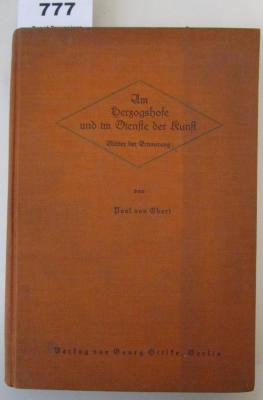 777
Am
Herzogshofe
und im Dienste der Kunst
Blätter der Erinnerung
von
Paul von Ebart
Verlag von Georg Stilke, Berlin